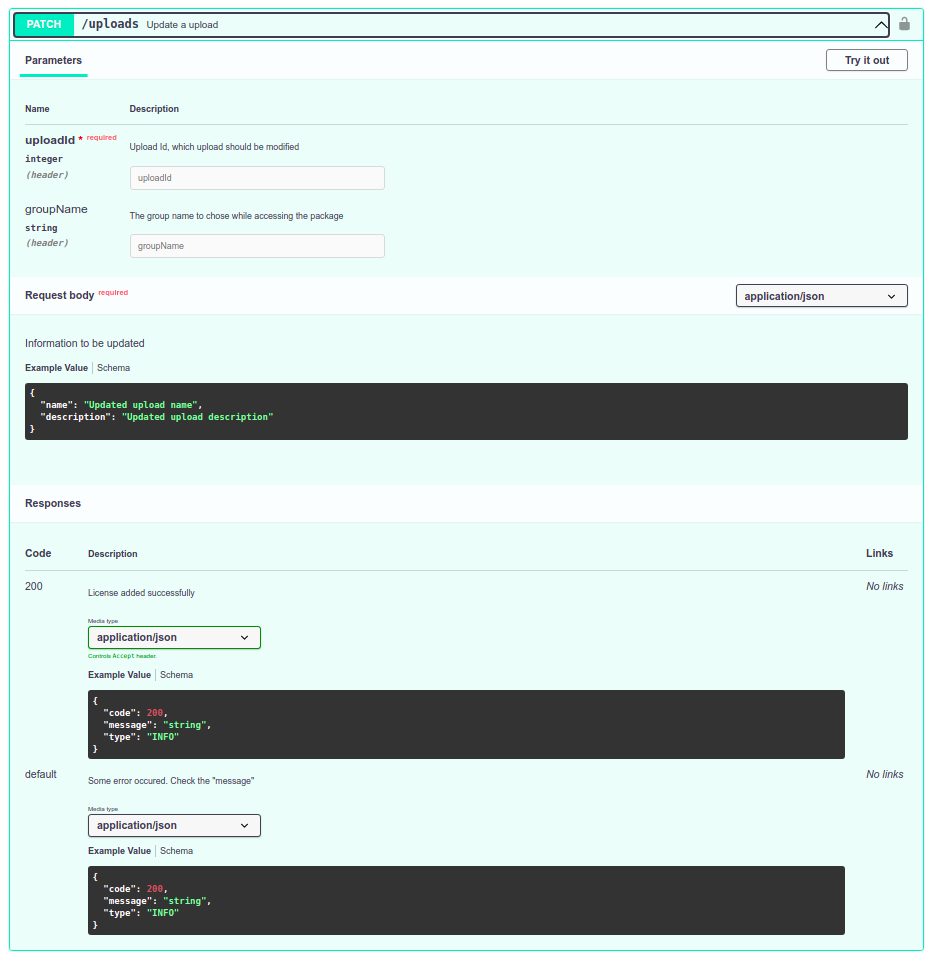 PATCH /uploads Update a upload
Parameters Try it out
Name Description
uploadId * required Upload Id, which upload should be modified
integer
(header) uploadId
groupName The group name to chose while accessing the package
string
(header) groupName
Request body required application/json
Information to be updated
Example Value Schema
{
"name": "Updated upload name",
"description": "Updated upload description"
}
Responses
Code Description Links
200 License added successfully No links
Media type
application/json
Controls Accept header.
Example Value Schema
{
"code": 200,
"message": "string",
"type": "INFO"
}
default Some error occured. Check the "message" No links
Media type
application/json
Example Value Schema
{
"code": 200,
"message": "string",
"type": "INFO"
}